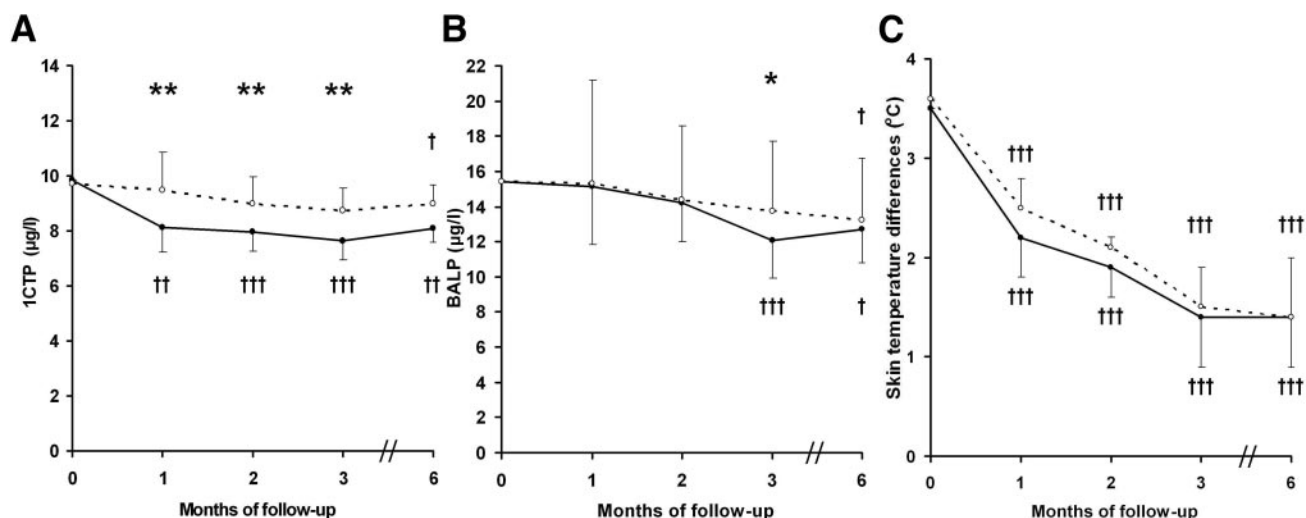 A
B
C
14
12
10
8
6
4
2
0
1CTP (µg/l)
** ** **
†
†† ††† ††† ††
0 1 2 3 // 6
Months of follow-up
22
20
18
16
14
12
10
8
6
4
2
0
BALP (µg/l)
*
†
††† †
0 1 2 3 // 6
Months of follow-up
4
3
2
1
0
Skin temperature differences (°C)
††† ††† ††† †††
††† ††† ††† †††
0 1 2 3 // 6
Months of follow-up